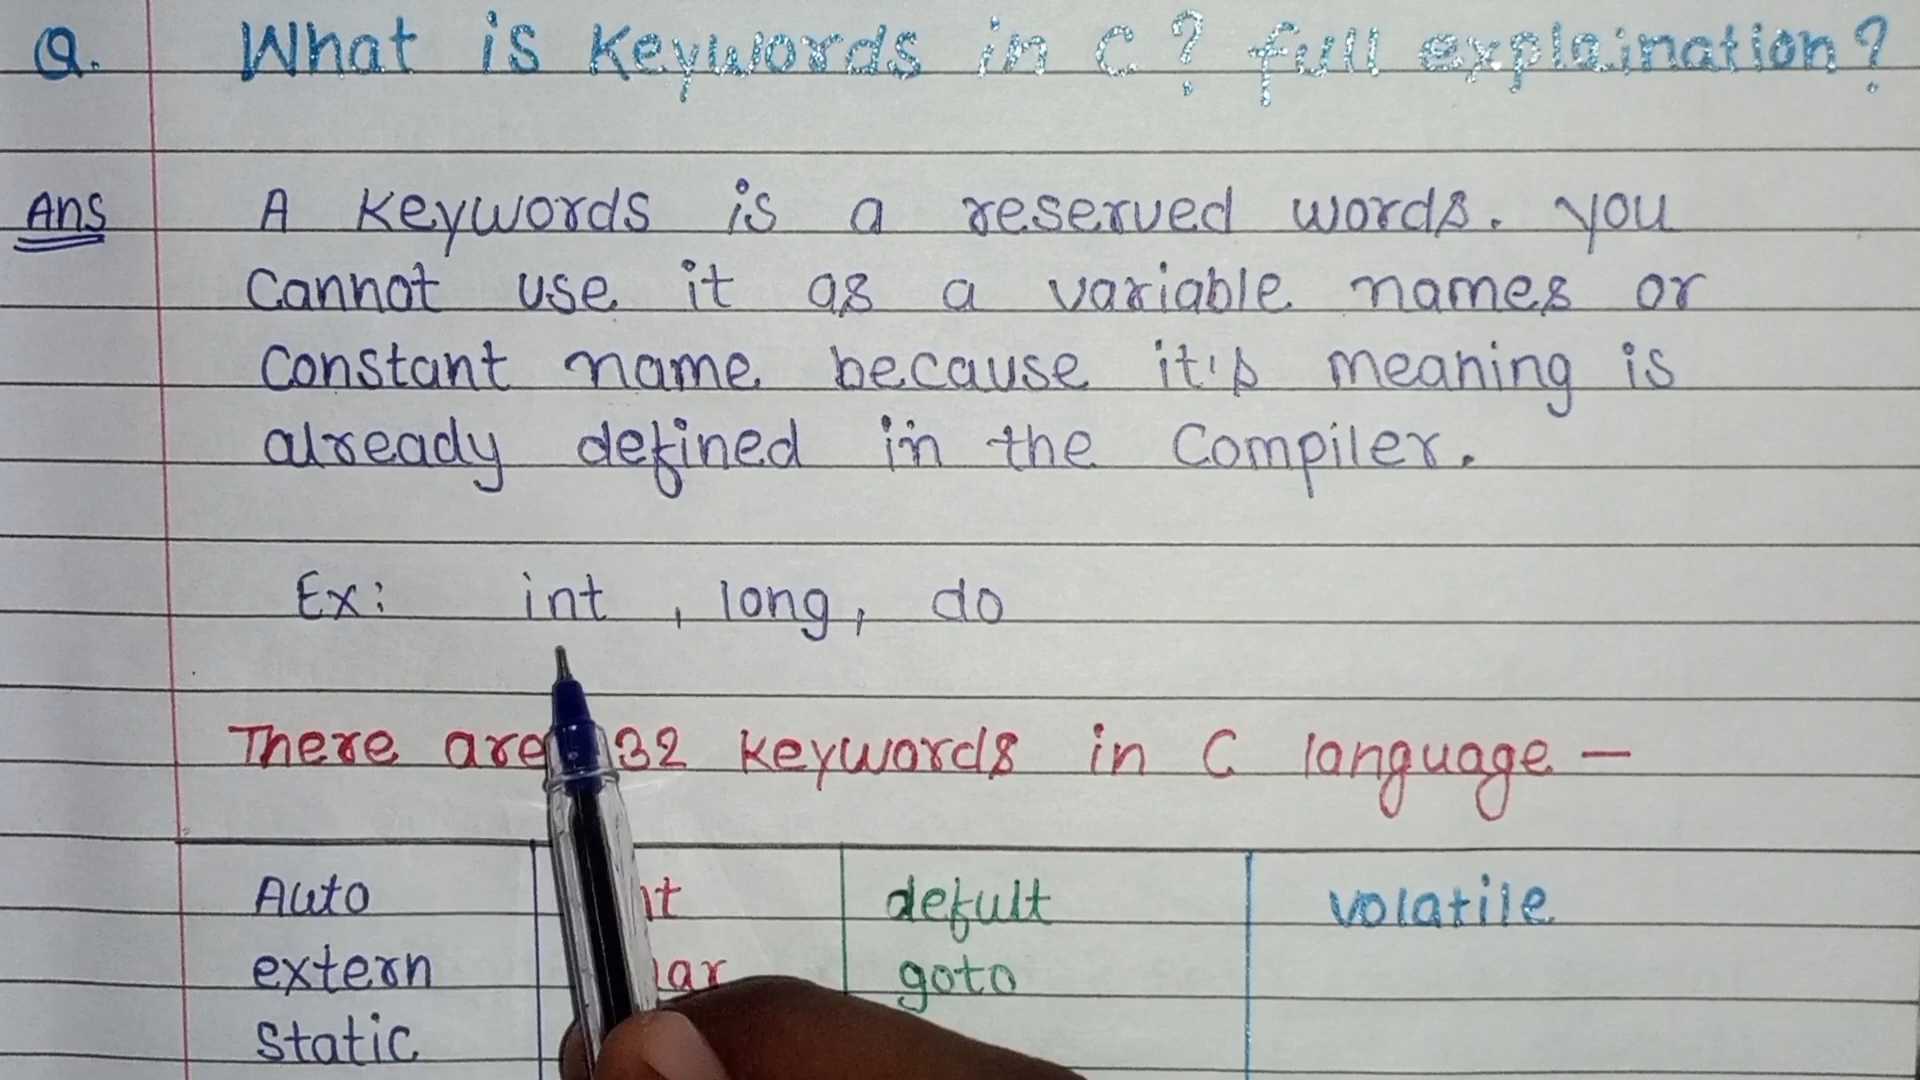 Q. What is Keywords in C? full explaination?
Ans A Keywords is a reserved words. You
Cannot use it as a variable names or
Constant name because it's meaning is
already defined in the Compiler.
Ex: int, long, do
There are 32 keywords in C language —
Auto defult volatile
extern goto
Static